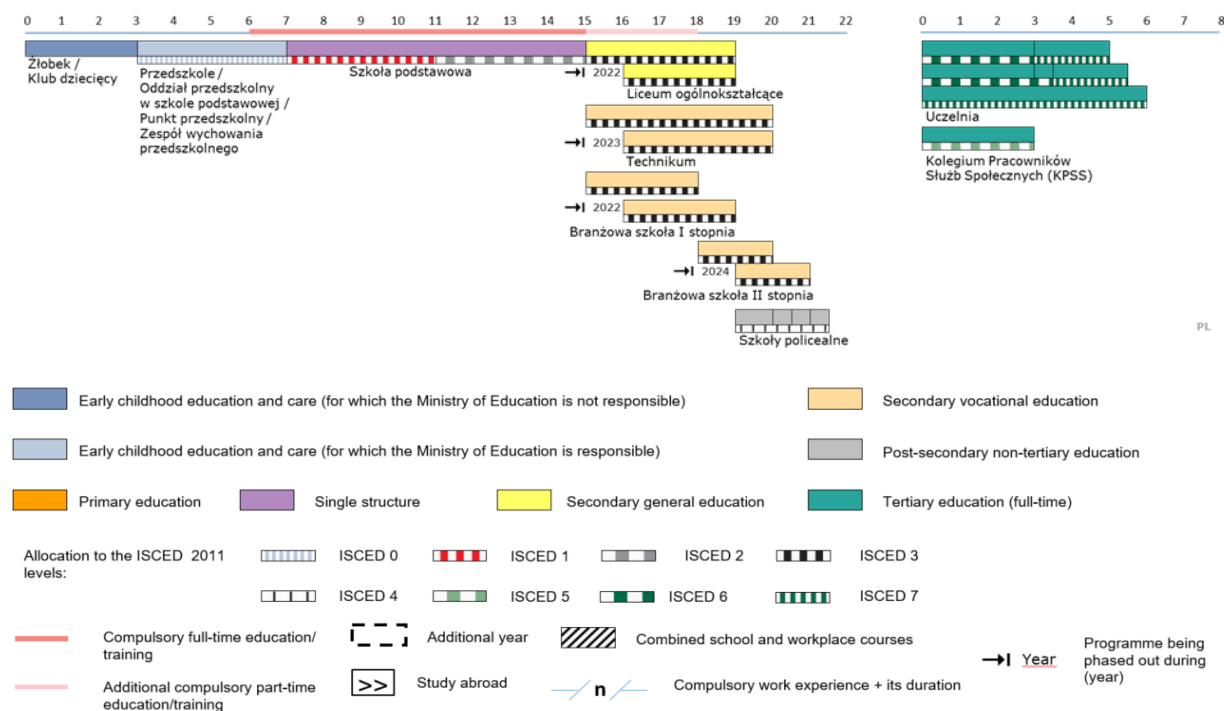 0 1 2 3 4 5 6 7 8 9 10 11 12 13 14 15 16 17 18 19 20 21 22
0 1 2 3 4 5 6 7 8
Żłobek /
Klub dziecięcy
Przedszkole /
Oddział przedszkolny
w szkole podstawowej /
Punkt przedszkolny /
Zespół wychowania
przedszkolnego
Szkoła podstawowa
2022
Liceum ogólnokształcące
2023
Technikum
2022
Branżowa szkoła I stopnia
2024
Branżowa szkoła II stopnia
Szkoły policealne
Uczelnia
Kolegium Pracowników
Służb Społecznych (KPSS)
PL
Early childhood education and care (for which the Ministry of Education is not responsible)
Secondary vocational education
Early childhood education and care (for which the Ministry of Education is responsible)
Post-secondary non-tertiary education
Primary education
Single structure
Secondary general education
Tertiary education (full-time)
Allocation to the ISCED 2011
levels:
ISCED 0
ISCED 1
ISCED 2
ISCED 3
ISCED 4
ISCED 5
ISCED 6
ISCED 7
Compulsory full-time education/
training
Additional year
Combined school and workplace courses
Year
Programme being
phased out during
(year)
Additional compulsory part-time
education/training
>>
Study abroad
n
Compulsory work experience + its duration